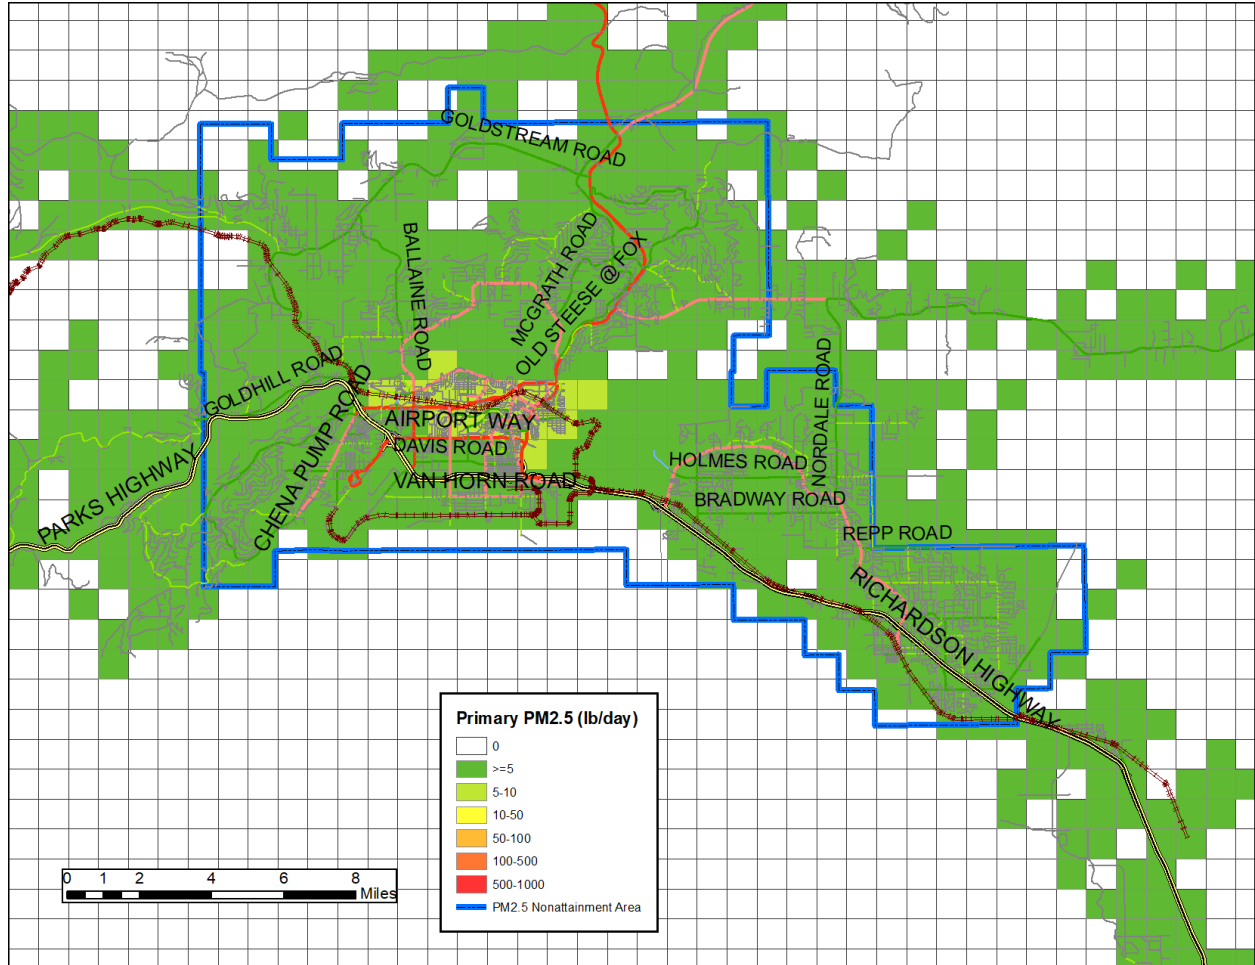 GOLDSTREAM ROAD
BALLAINE ROAD
MCGRATH ROAD
OLD STEESE @ FOX
GOLDHILL ROAD
CHENA PUMP ROAD
PARKS HIGHWAY
AIRPORT WAY
DAVIS ROAD
VAN HORN ROAD
HOLMES ROAD
BRADWAY ROAD
NORDALE ROAD
REPP ROAD
RICHARDSON HIGHWAY
Primary PM2.5 (lb/day)
0
>=5
5-10
10-50
50-100
100-500
500-1000
PM2.5 Nonattainment Area
0 1 2 4 6 8
Miles